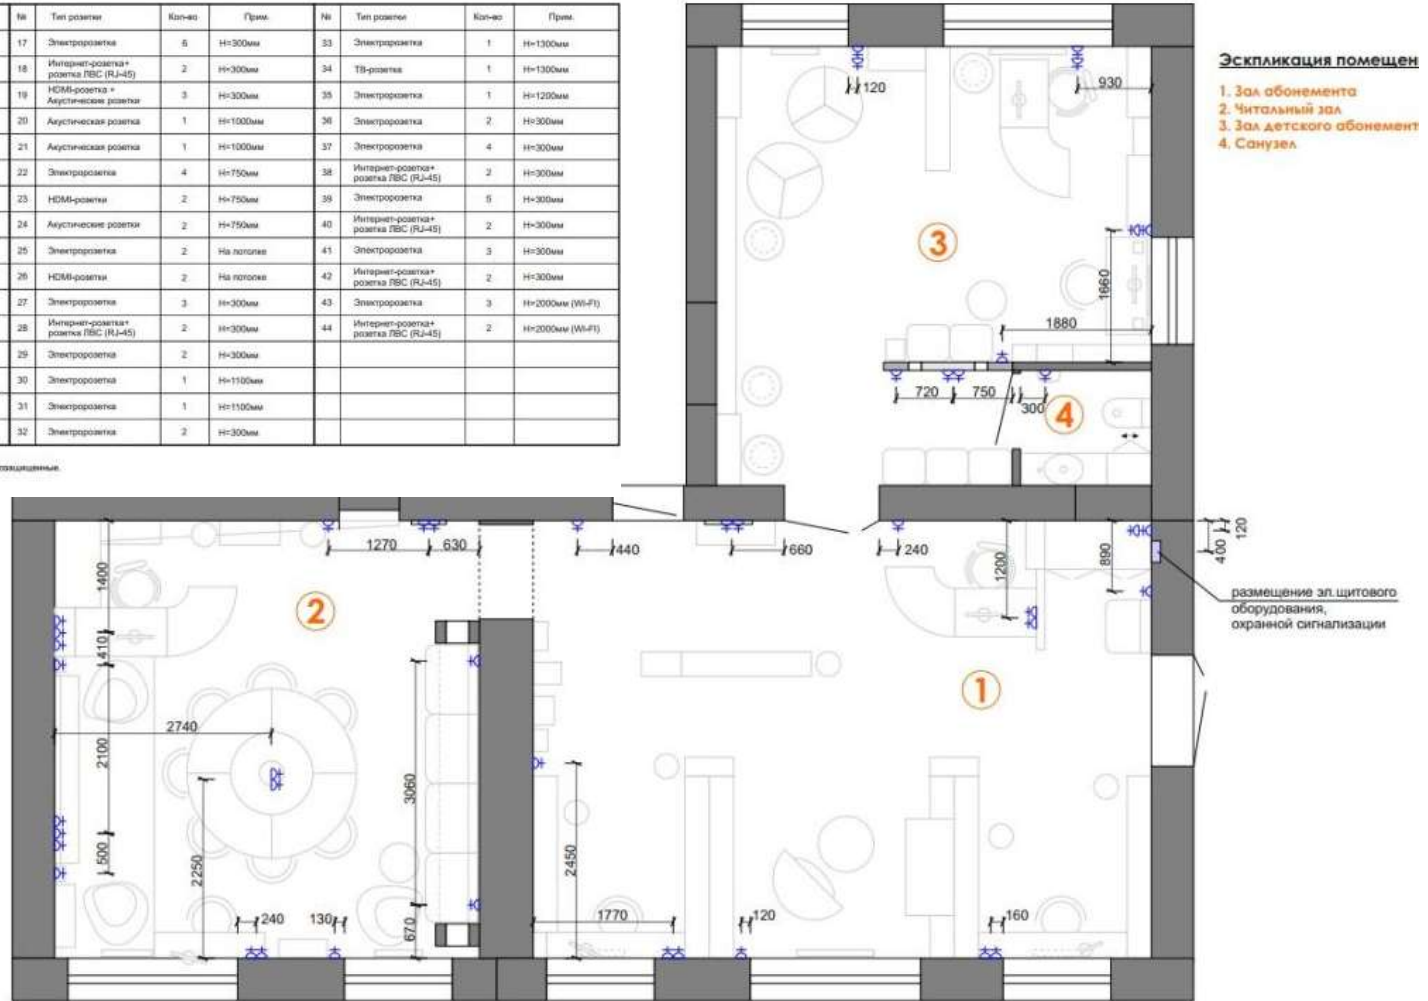 № Тип розетки Кол-во Прим. № Тип розетки Кол-во Прим.
17 Электророзетка 6 H=300мм 33 Электророзетка 1 H=1300мм
18 Интернет-розетка+ розетка ЛВС (RJ-45) 2 H=300мм 34 ТВ-розетка 1 H=1300мм
19 HDMI-розетка + Акустические розетки 3 H=300мм 35 Электророзетка 1 H=1200мм
20 Акустическая розетка 1 H=1000мм 36 Электророзетка 2 H=300мм
21 Акустическая розетка 1 H=1000мм 37 Электророзетка 4 H=300мм
22 Электророзетка 4 H=750мм 38 Интернет-розетка+ розетка ЛВС (RJ-45) 2 H=300мм
23 HDMI-розетки 2 H=750мм 39 Электророзетка 5 H=300мм
24 Акустические розетки 2 H=750мм 40 Интернет-розетка+ розетка ЛВС (RJ-45) 2 H=300мм
25 Электророзетка 2 На потолке 41 Электророзетка 3 H=300мм
26 HDMI-розетки 2 На потолке 42 Интернет-розетка+ розетка ЛВС (RJ-45) 2 H=300мм
27 Электророзетка 3 H=300мм 43 Электророзетка 3 H=2000мм (WI-FI)
28 Интернет-розетка+ розетка ЛВС (RJ-45) 2 H=300мм 44 Интернет-розетка+ розетка ЛВС (RJ-45) 2 H=2000мм (WI-FI)
29 Электророзетка 2 H=300мм
30 Электророзетка 1 H=1100мм
31 Электророзетка 1 H=1100мм
32 Электророзетка 2 H=300мм
Экспликация помещен
1. Зал абонемента
2. Читальный зал
3. Зал детского абонемент
4. Санузел
120
930
3
1660
1880
720
750
300
4
1270
630
440
660
240
1200
890
400
120
размещение эл.щитового
оборудования,
охранной сигнализации
1400
410
2
1
2740
2100
3060
500
2250
2450
240
130
670
1770
120
160